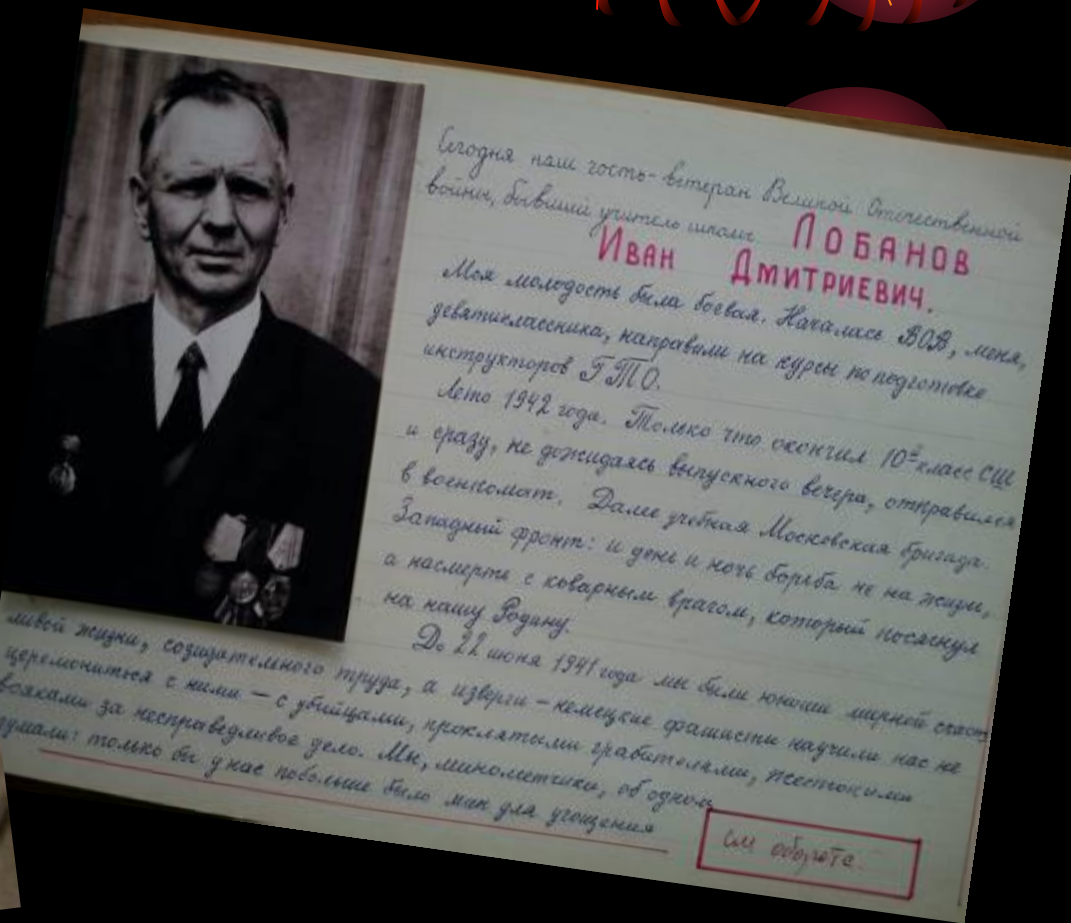 Сегодня наш гость - ветеран Великой Отечественной
войны, бывший учитель школы ЛОБАНОВ
ИВАН ДМИТРИЕВИЧ.
Моя молодость была боевая. Началась ВОВ, меня,
девятиклассника, направили на курсы по подготовке
инструкторов ГТО.
Лето 1942 года. Только что окончил 10й класс СШ
и сразу, не дожидаясь выпускного вечера, отправился
в военкомат. Далее учебная Московская бригада.
Западный фронт: и день и ночь борьба не на жизнь,
а насмерть с коварным врагом, который посягнул
на нашу Родину.
До 22 июня 1941 года мы были юноши мирной счаст
ливой жизни, созидательного труда, а изверги - немецкие фашисты научили нас не
церемониться с ними — с убийцами, проклятыми грабителями, жестокими
вояками за несправедливое дело. Мы, минометчики, об одном
думали: только бы у нас побольше было мин для угощения
см обороте.